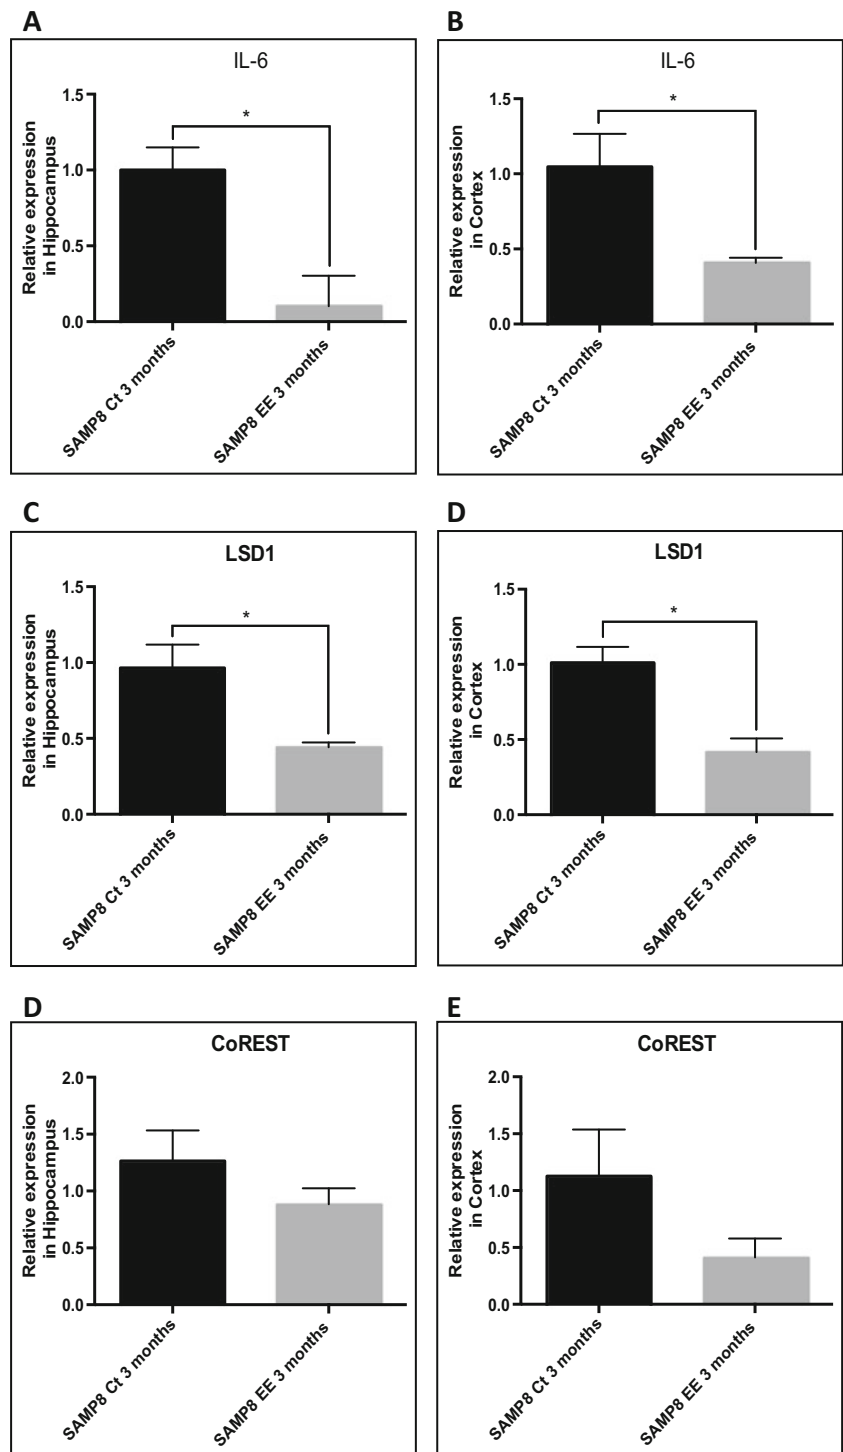 A
IL-6
Relative expression
in Hippocampus
1.5
1.0
0.5
0.0
*
SAMP8 Ct 3 months
SAMP8 EE 3 months
B
IL-6
Relative expression
in Cortex
1.5
1.0
0.5
0.0
*
SAMP8 Ct 3 months
SAMP8 EE 3 months
C
LSD1
Relative expression
in Hippocampus
1.5
1.0
0.5
0.0
*
SAMP8 Ct 3 months
SAMP8 EE 3 months
D
LSD1
Relative expression
in Cortex
1.5
1.0
0.5
0.0
*
SAMP8 Ct 3 months
SAMP8 EE 3 months
D
CoREST
Relative expression
in Hippocampus
2.0
1.5
1.0
0.5
0.0
SAMP8 Ct 3 months
SAMP8 EE 3 months
E
CoREST
Relative expression
in Cortex
2.0
1.5
1.0
0.5
0.0
SAMP8 Ct 3 months
SAMP8 EE 3 months